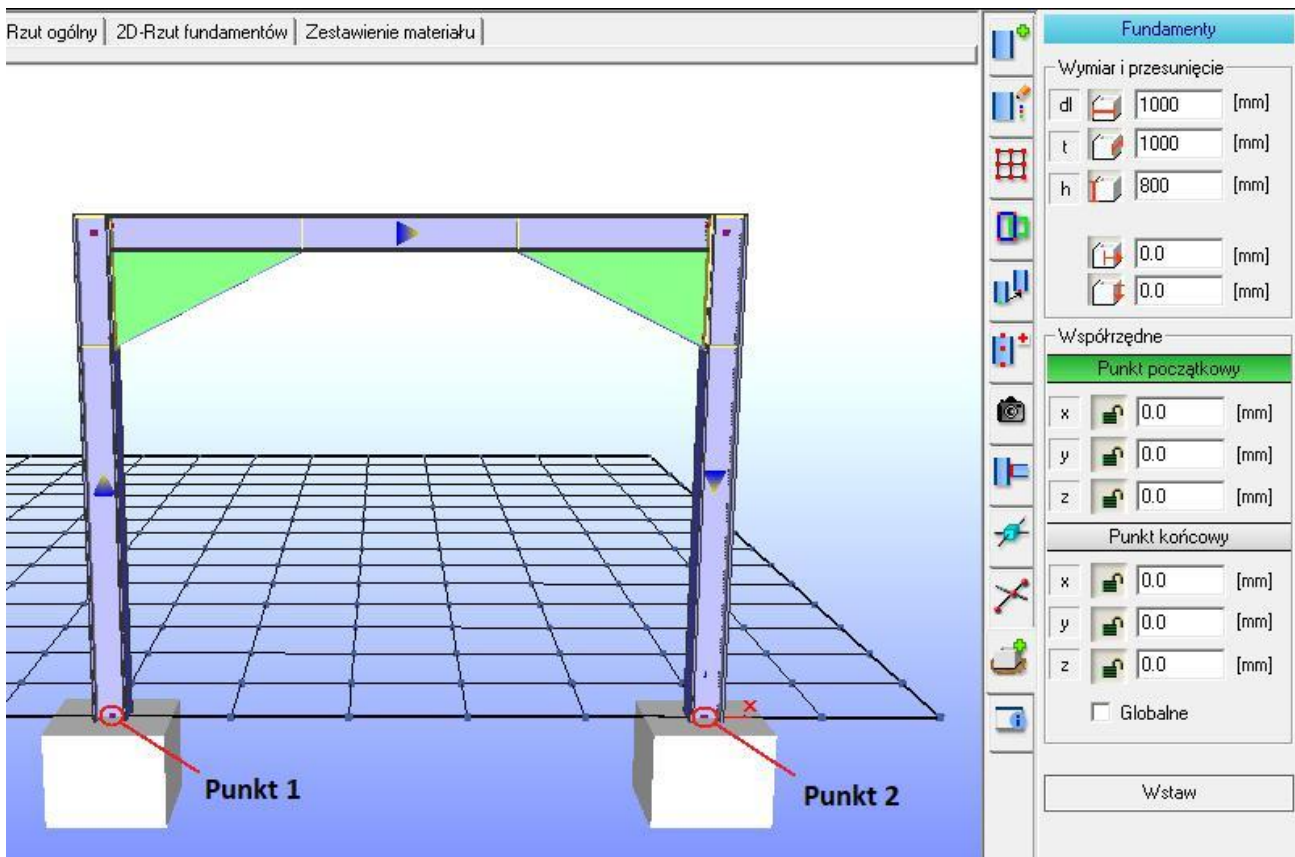 Rzut ogólny 2D-Rzut fundamentów Zestawienie materiału
Fundamenty
Wymiar i przesunięcie
dl 1000 [mm]
t 1000 [mm]
h 800 [mm]
0.0 [mm]
0.0 [mm]
Współrzędne
Punkt początkowy
x 0.0 [mm]
y 0.0 [mm]
z 0.0 [mm]
Punkt końcowy
x 0.0 [mm]
y 0.0 [mm]
z 0.0 [mm]
Globalne
Wstaw
x
Punkt 1
Punkt 2